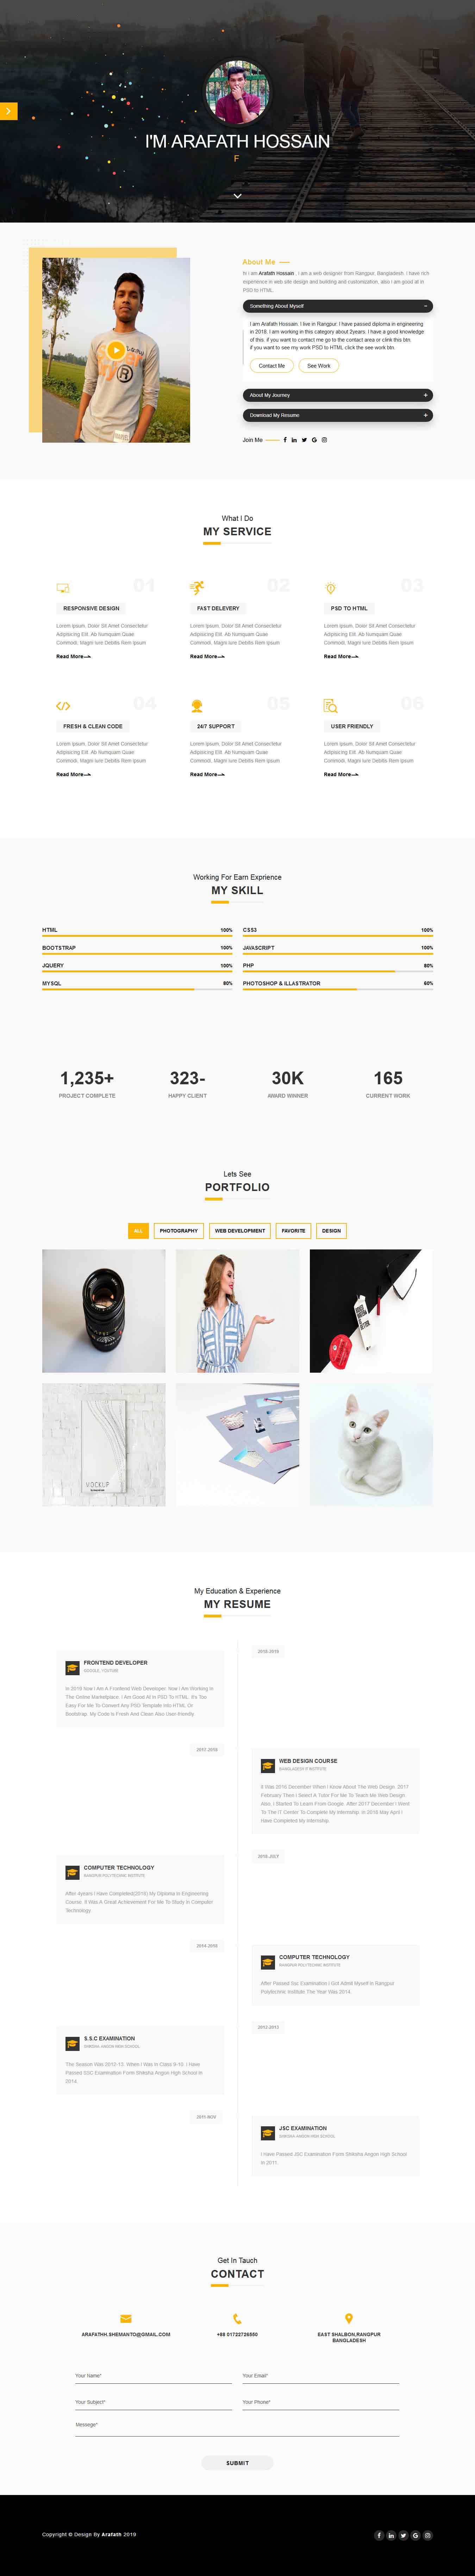 I'M ARAFATH HOSSAIN
F
About Me
hi i am Arafath Hossain . i am a web designer from Rangpur, Bangladesh. I have rich
experience in web site design and building and customization. also i am good at in
PSD to HTML.
Something About Myself
I am Arafath Hossain. I live in Rangpur. I have passed diploma in engineering
in 2018. I am working in this category about 2years. I have a good knowledge
of this. if you want to contact me go to the contact area or click this btn
if you want to see my work PSD to HTML click the see work btn.
Contact Me
See Work
About My Journey
Download My Resume
Join Me
What I Do
MY SERVICE
01
02
03
RESPONSIVE DESIGN
FAST DELEVERY
PSD TO HTML
Lorem Ipsum, Dolor Sit Amet Consectetur
Adipisicing Elit. Ab Numquam Quae
Commodi, Magni Iure Debitis Rem Ipsum
Read More
Lorem Ipsum, Dolor Sit Amet Consectetur
Adipisicing Elit. Ab Numquam Quae
Commodi, Magni Iure Debitis Rem Ipsum
Read More
Lorem Ipsum, Dolor Sit Amet Consectetur
Adipisicing Elit. Ab Numquam Quae
Commodi, Magni Iure Debitis Rem Ipsum
Read More
04
05
06
FRESH & CLEAN CODE
24/7 SUPPORT
USER FRIENDLY
Lorem Ipsum, Dolor Sit Amet Consectetur
Adipisicing Elit. Ab Numquam Quae
Commodi, Magni Iure Debitis Rem Ipsum
Read More
Lorem Ipsum, Dolor Sit Amet Consectetur
Adipisicing Elit. Ab Numquam Quae
Commodi, Magni Iure Debitis Rem Ipsum
Read More
Lorem Ipsum, Dolor Sit Amet Consectetur
Adipisicing Elit. Ab Numquam Quae
Commodi, Magni Iure Debitis Rem Ipsum
Read More
Working For Earn Exprience
MY SKILL
HTML 100%
CSS3 100%
BOOTSTRAP 100%
JAVASCRIPT 100%
JQUERY 100%
PHP 80%
MYSQL 80%
PHOTOSHOP & ILLASTRATOR 60%
1,235+
323-
30K
165
PROJECT COMPLETE
HAPPY CLIENT
AWARD WINNER
CURRENT WORK
Lets See
PORTFOLIO
ALL
PHOTOGRAPHY
WEB DEVELOPMENT
FAVORITE
DESIGN
MOCKUP
My Education & Experience
MY RESUME
2018-2019
FRONTEND DEVELOPER
GOOGLE, YOUTUBE
In 2018 Now I Am A Frontend Web Developer. Now I Am Working In
The Online Marketplace. I Am Good At In PSD To HTML. It's Too
Easy For Me To Convert Any PSD Template Into HTML Or
Bootstrap. My Code Is Fresh And Clean Also User-friendly.
2017-2018
WEB DESIGN COURSE
BANGLADESH IT INSTITUTE
It Was 2016 December When I Know About The Web Design. 2017
February Then I Select A Tutor For Me To Teach Me Web Design.
Also, I Started To Learn From Google. After 2017 December I Went
To The IT Center To Complete My Internship. In 2018 May April I
Have Completed My Internship.
2018-JULY
COMPUTER TECHNOLOGY
RANGPUR POLYTECHNIC INSTITUTE
After 4years I Have Completed(2018) My Diploma In Engineering
Course. It Was A Great Achievement For Me To Study In Computer
Technology.
2014-2018
COMPUTER TECHNOLOGY
RANGPUR POLYTECHNIC INSTITUTE
After Passed Ssc Examination I Got Admit Myself In Rangpur
Polytechnic Institute The Year Was 2014.
2012-2013
S.S.C EXAMINATION
SHIKSHA ANGON HIGH SCHOOL
The Season Was 2012-13. When I Was In Class 9-10. I Have
Passed SSC Examination Form Shiksha Angon High School In
2014.
2011-NOV
JSC EXAMINATION
SHIKSHA ANGON HIGH SCHOOL
I Have Passed JSC Examination Form Shiksha Angon High School
In 2011.
Get In Tauch
CONTACT
ARAFATHH.SHEMANTO@GMAIL.COM
+88 01722726550
EAST SHALBON,RANGPUR
BANGLADESH
Your Name*
Your Email*
Your Subject*
Your Phone*
Messege*
SUBMIT
Copyright © Design By Arafath 2019